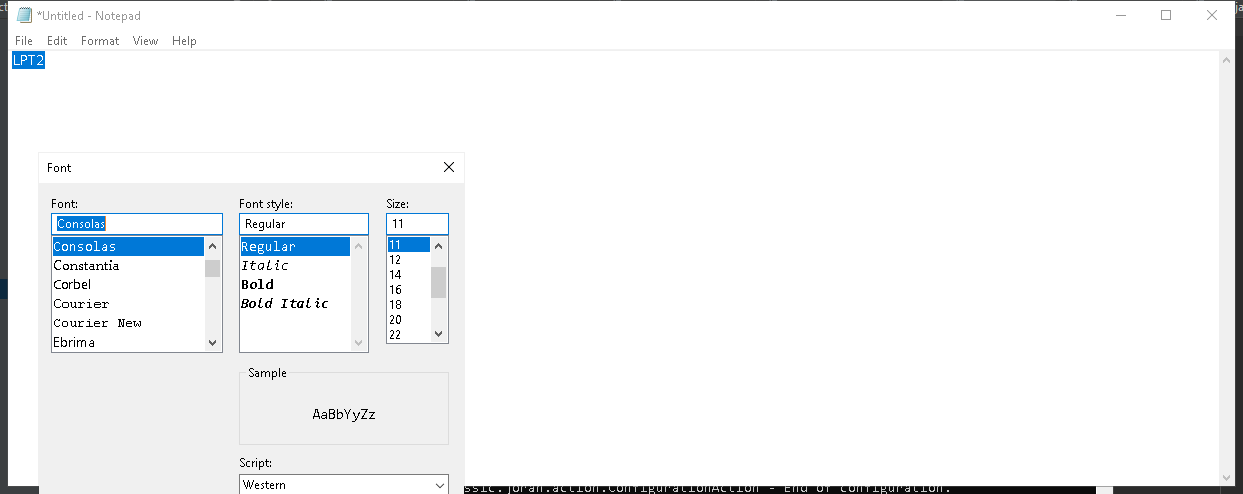 *Untitled - Notepad
File Edit Format View Help
LPT2
Font
Font: Font style: Size:
Consolas Regular 11
Consolas Regular 11
Constantia Italic 12
Corbel Bold 14
Courier Bold Italic 16
Courier New 18
Ebrima 20
22
Sample
AaBbYyZz
Script:
Western
ssic.joran.action.ConfigurationAction - End of configuration.